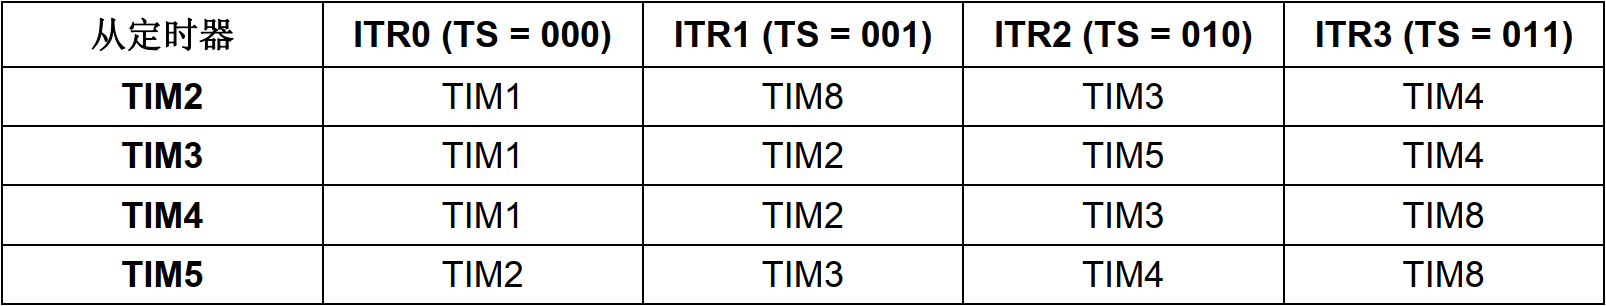 从定时器 ITR0 (TS = 000) ITR1 (TS = 001) ITR2 (TS = 010) ITR3 (TS = 011)
TIM2 TIM1 TIM8 TIM3 TIM4
TIM3 TIM1 TIM2 TIM5 TIM4
TIM4 TIM1 TIM2 TIM3 TIM8
TIM5 TIM2 TIM3 TIM4 TIM8